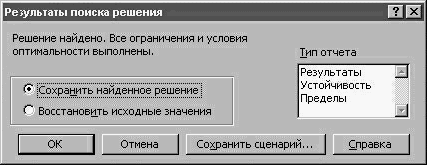 Результаты поиска решения
Решение найдено. Все ограничения и условия
оптимальности выполнены.
Тип отчета
Сохранить найденное решение
Восстановить исходные значения
Результаты
Устойчивость
Пределы
ОК
Отмена
Сохранить сценарий...
Справка